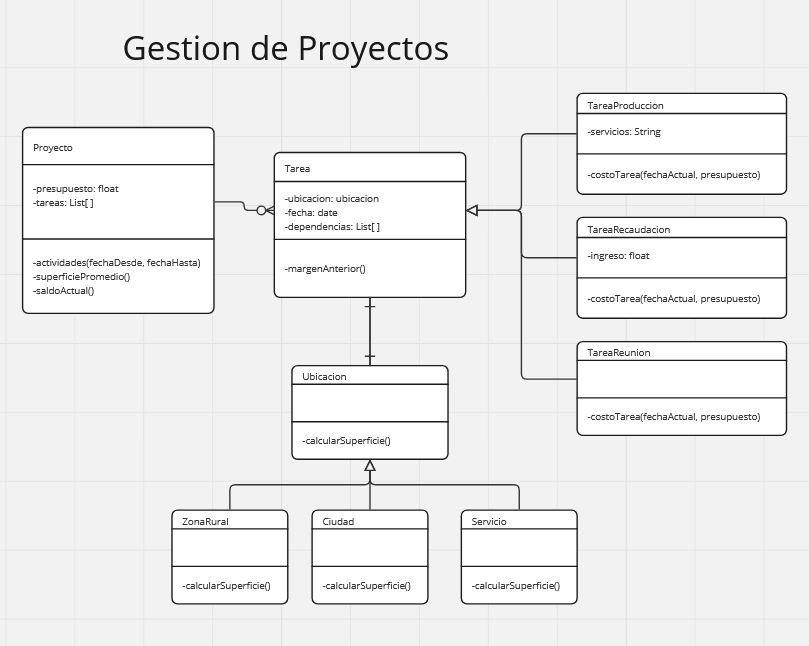 Gestion de Proyectos
Proyecto
-presupuesto: float
-tareas: List[ ]
-actividades(fechaDesde, fechaHasta)
-superficiePromedio()
-saldoActual()
Tarea
-ubicacion: ubicacion
-fecha: date
-dependencias: List[ ]
-margenAnterior()
TareaProduccion
-servicios: String
-costoTarea(fechaActual, presupuesto)
TareaRecaudacion
-ingreso: float
-costoTarea(fechaActual, presupuesto)
TareaReunion
-costoTarea(fechaActual, presupuesto)
Ubicacion
-calcularSuperficie()
ZonaRural
-calcularSuperficie()
Ciudad
-calcularSuperficie()
Servicio
-calcularSuperficie()